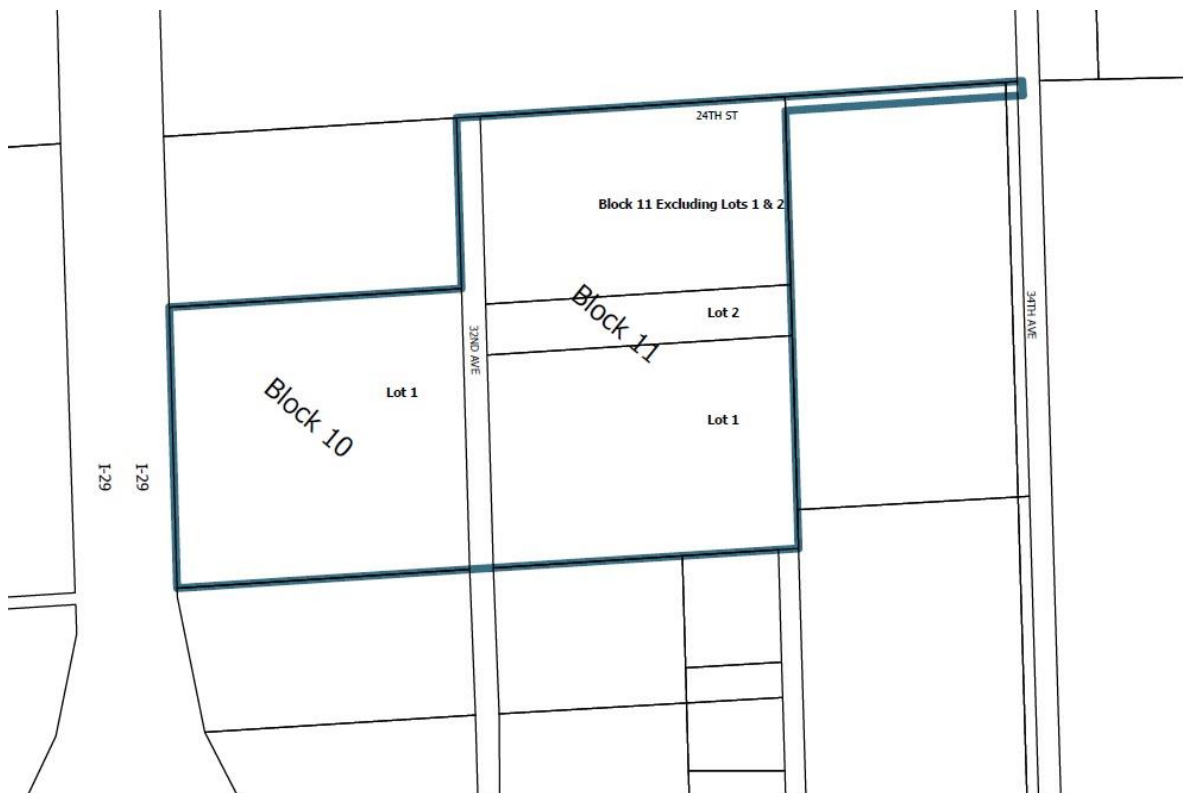 24TH ST
Block 11 Excluding Lots 1 & 2
Block 11
Lot 2
34TH AVE
32ND AVE
Block 10
Lot 1
Lot 1
I-29
I-29